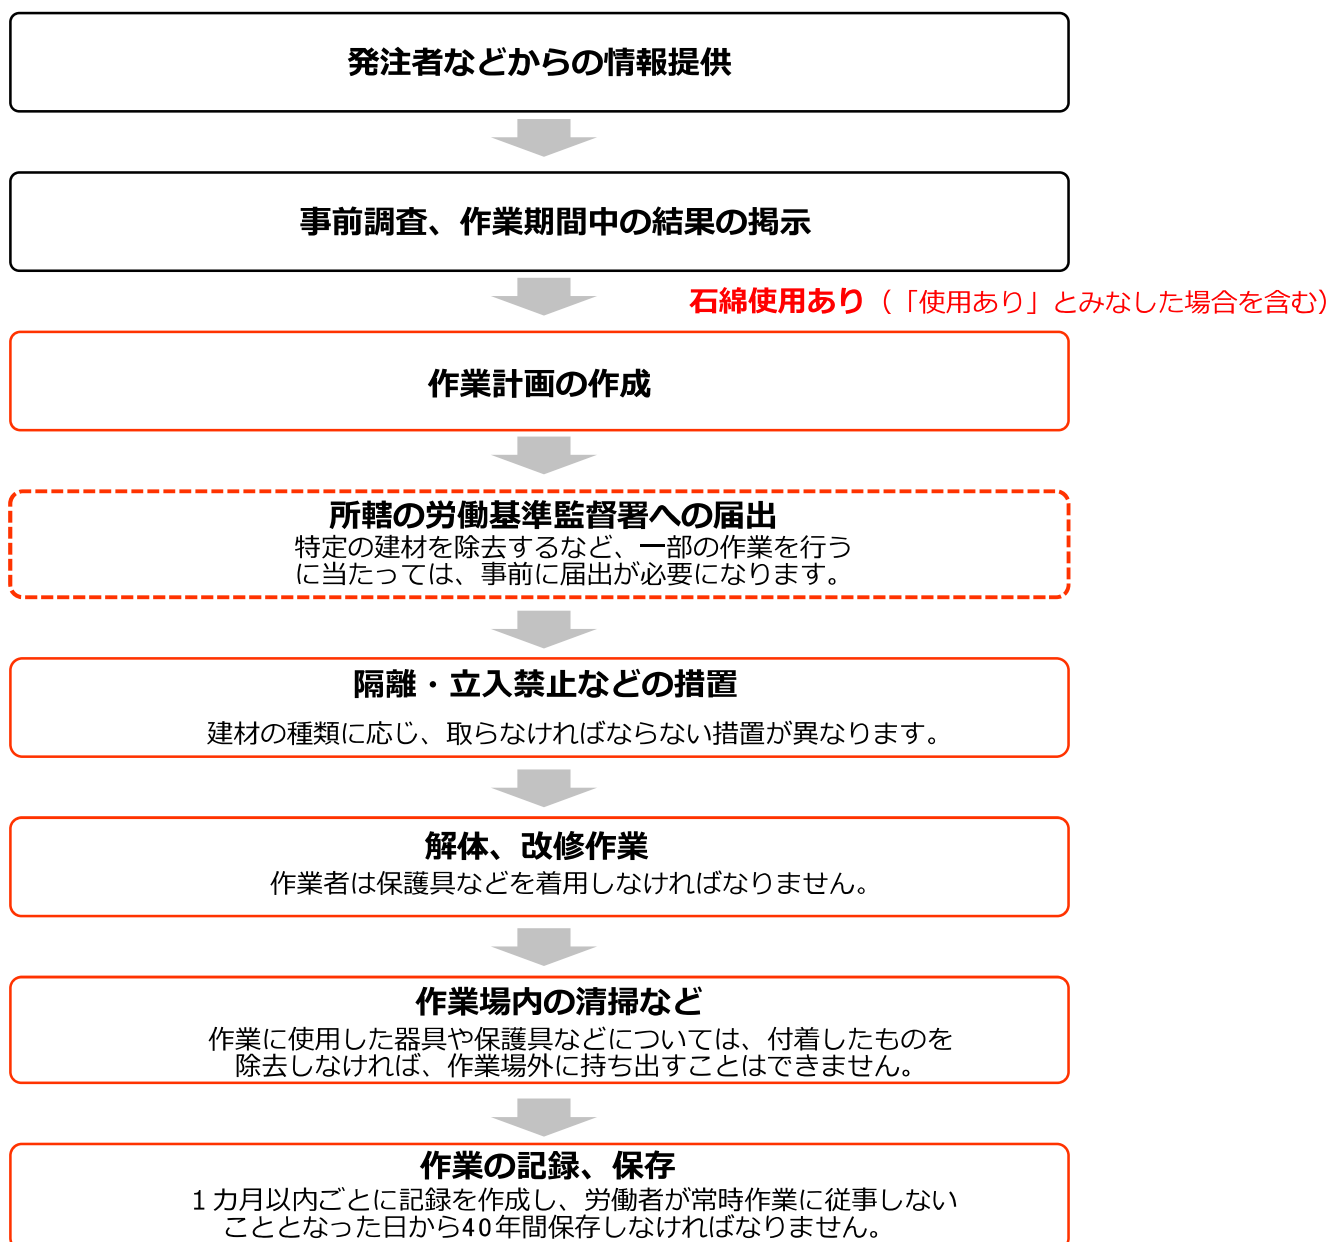 発注者などからの情報提供
事前調査、作業期間中の結果の掲示
石綿使用あり（「使用あり」とみなした場合を含む）
作業計画の作成
所轄の労働基準監督署への届出
特定の建材を除去するなど、一部の作業を行う
に当たっては、事前に届出が必要になります。
隔離・立入禁止などの措置
建材の種類に応じ、取らなければならない措置が異なります。
解体、改修作業
作業者は保護具などを着用しなければなりません。
作業場内の清掃など
作業に使用した器具や保護具などについては、付着したものを
除去しなければ、作業場外に持ち出すことはできません。
作業の記録、保存
１カ月以内ごとに記録を作成し、労働者が常時作業に従事しない
こととなった日から40年間保存しなければなりません。